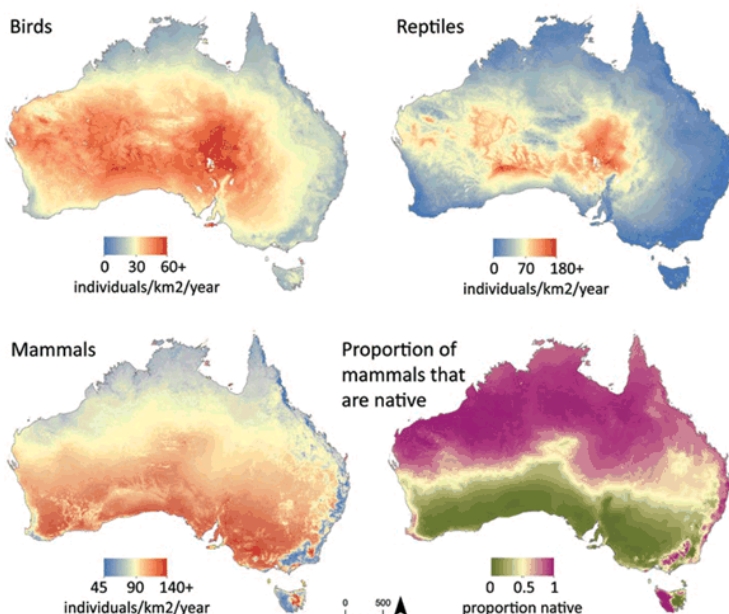 Birds
0 30 60+
individuals/km2/year
Reptiles
0 70 180+
individuals/km2/year
Mammals
45 90 140+
individuals/km2/year
Proportion of
mammals that
are native
0 0.5 1
proportion native
0 500